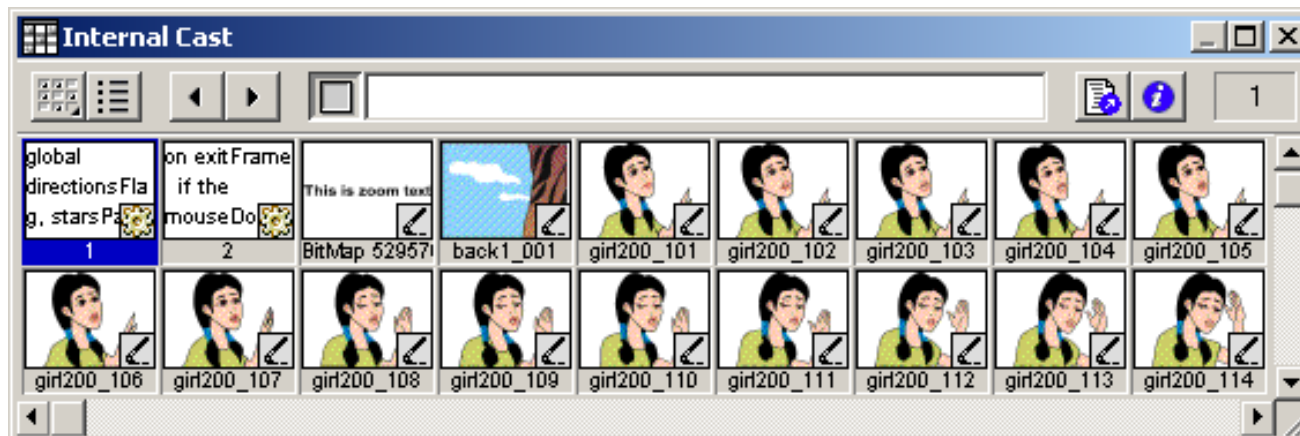 Internal Cast
1
global
directionsFla
g, starsPa
on exitFrame
if the
mouseDo
This is zoom text
1
2
BitMap 52957
back1_001
girl200_101
girl200_102
girl200_103
girl200_104
girl200_105
girl200_106
girl200_107
girl200_108
girl200_109
girl200_110
girl200_111
girl200_112
girl200_113
girl200_114